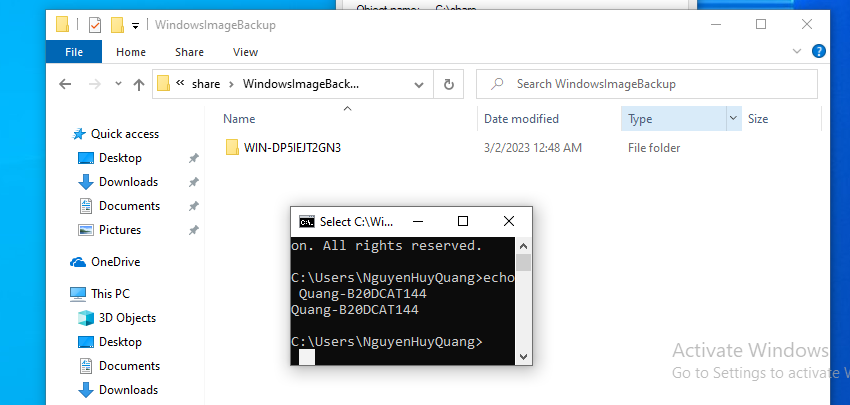 Object name: C:\share
WindowsImageBackup
File Home Share View
share WindowsImageBack... Search WindowsImageBackup
Name Date modified Type Size
WIN-DP5IEJT2GN3 3/2/2023 12:48 AM File folder
Quick access
Desktop
Downloads
Documents
Pictures
OneDrive
This PC
3D Objects
Desktop
Documents
Downloads
Select C:\Wi...
on. All rights reserved.
C:\Users\NguyenHuyQuang>echo
Quang-B20DCAT144
Quang-B20DCAT144
C:\Users\NguyenHuyQuang>
Activate Windows
Go to Settings to activate W